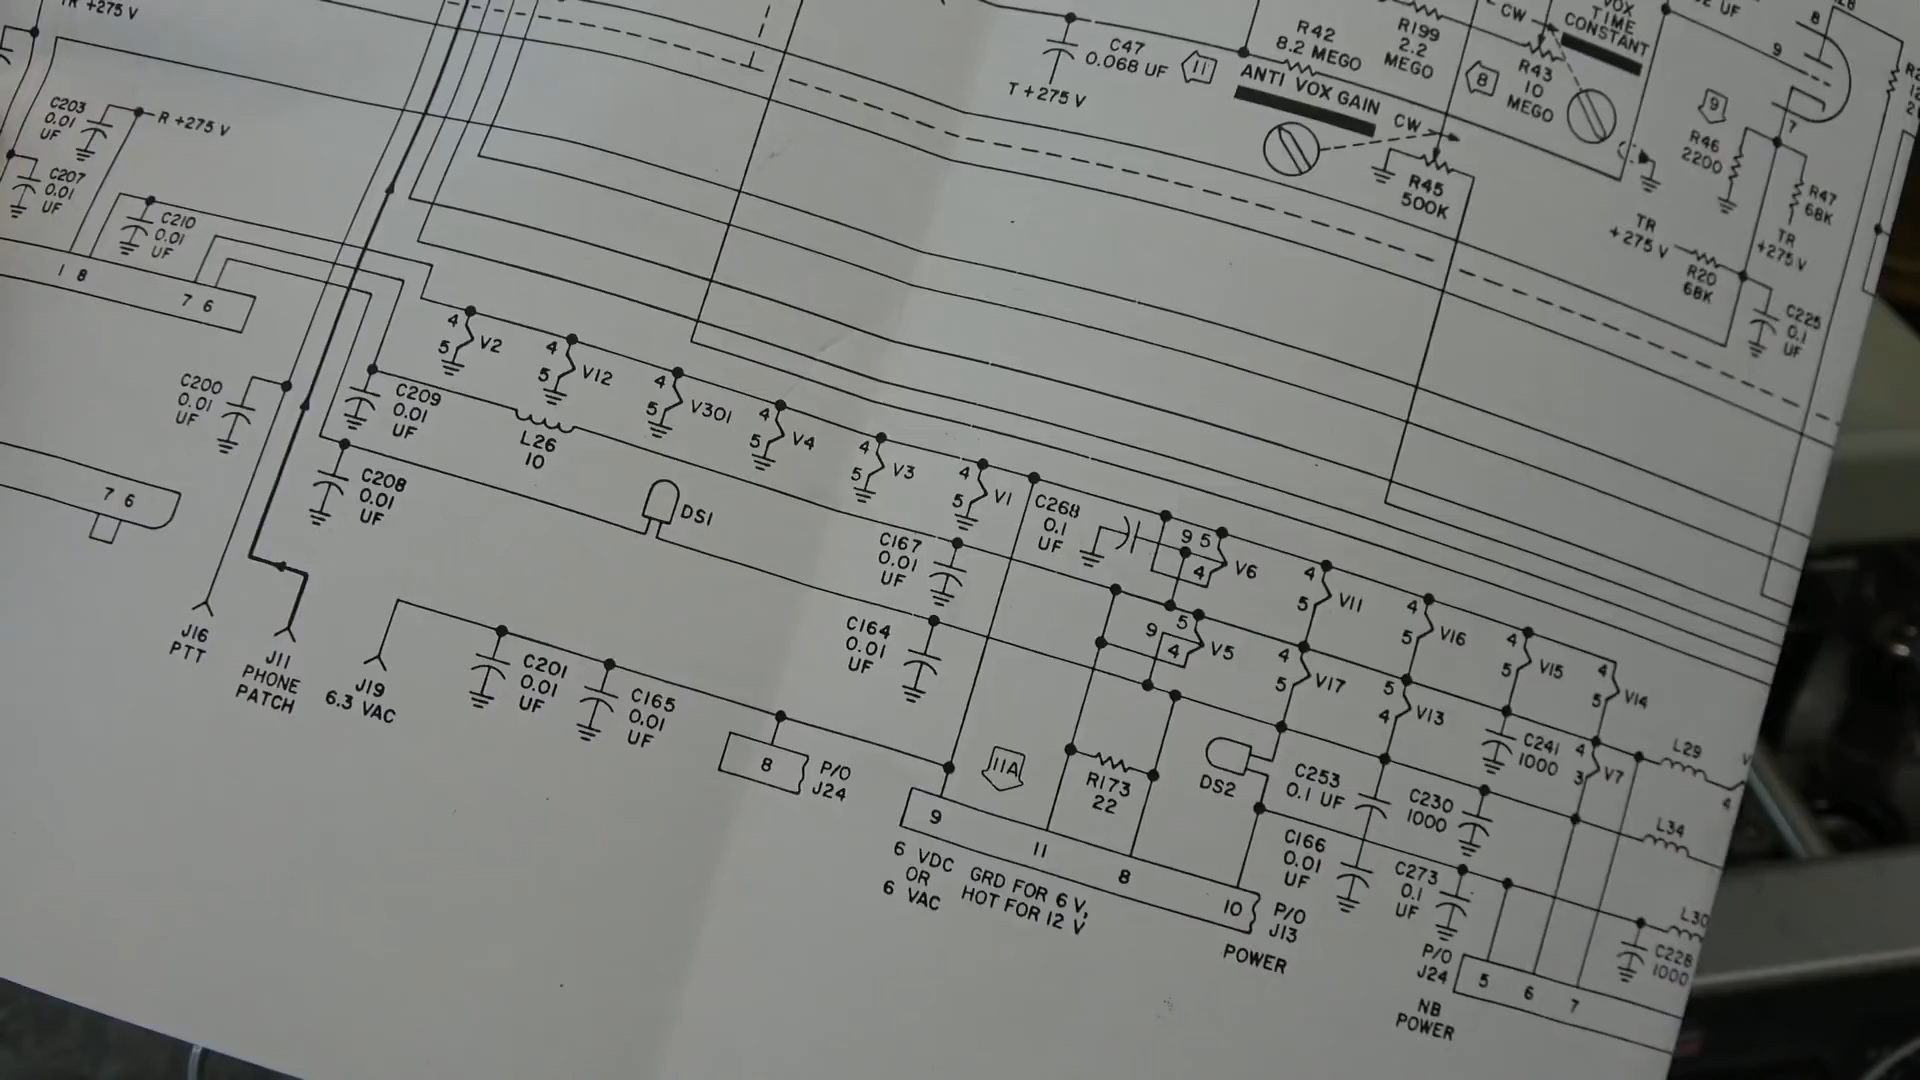 TR +275 V
C203
0.01
UF
R +275 V
C207
0.01
UF
C210
0.01
UF
1 8
7 6
C47
0.068 UF
11
T +275 V
R42
8.2 MEGO
R199
2.2
MEGO
CW
VOX
TIME
CONSTANT
R43
10
MEGO
8
ANTI VOX GAIN
CW
R45
500K
UF
8
9
7
9
R46
2200
R47
68K
TR
+275 V
TR
+275 V
R20
68K
C225
0.1
UF
4
5
V2
4
5
V12
4
5
V301
4
5
V4
4
5
V3
4
5
V1
C200
0.01
UF
C209
0.01
UF
L26
10
C208
0.01
UF
DS1
7 6
C268
0.1
UF
9 5
4
V6
4
5
V11
4
5
V16
4
5
V15
4
5
V14
C167
0.01
UF
C164
0.01
UF
9
5
4
V5
4
5
V17
5
4
V13
C241
1000
4
3
V7
L29
4
L34
L30
J16
PTT
J11
PHONE
PATCH
J19
6.3 VAC
C201
0.01
UF
C165
0.01
UF
8
P/O
J24
11A
R173
22
DS2
C253
0.1 UF
C230
1000
C166
0.01
UF
C273
0.1
UF
C228
1000
9
11
8
10
6 VDC
OR
6 VAC
GRD FOR 6 V,
HOT FOR 12 V
P/O
J13
POWER
P/O
J24
5 6 7
NB
POWER